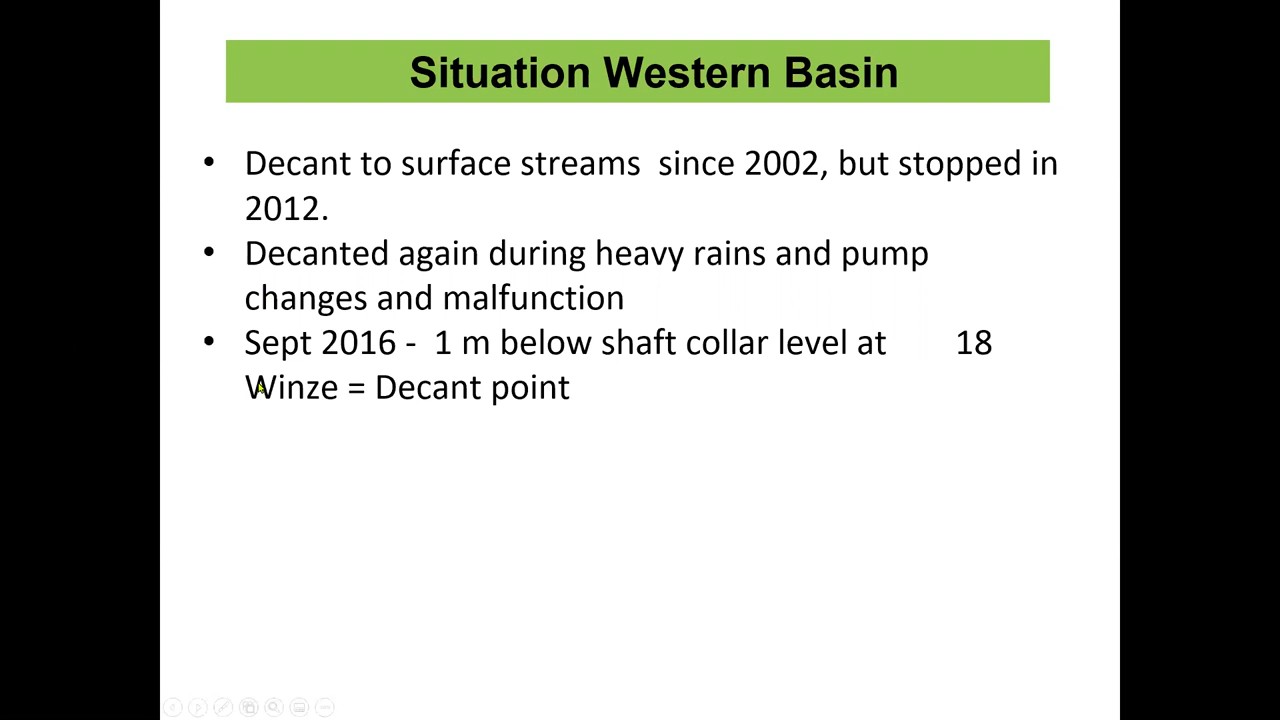 Situation Western Basin
• Decant to surface streams since 2002, but stopped in
2012.
• Decanted again during heavy rains and pump
changes and malfunction
• Sept 2016 - 1 m below shaft collar level at 18
Winze = Decant point